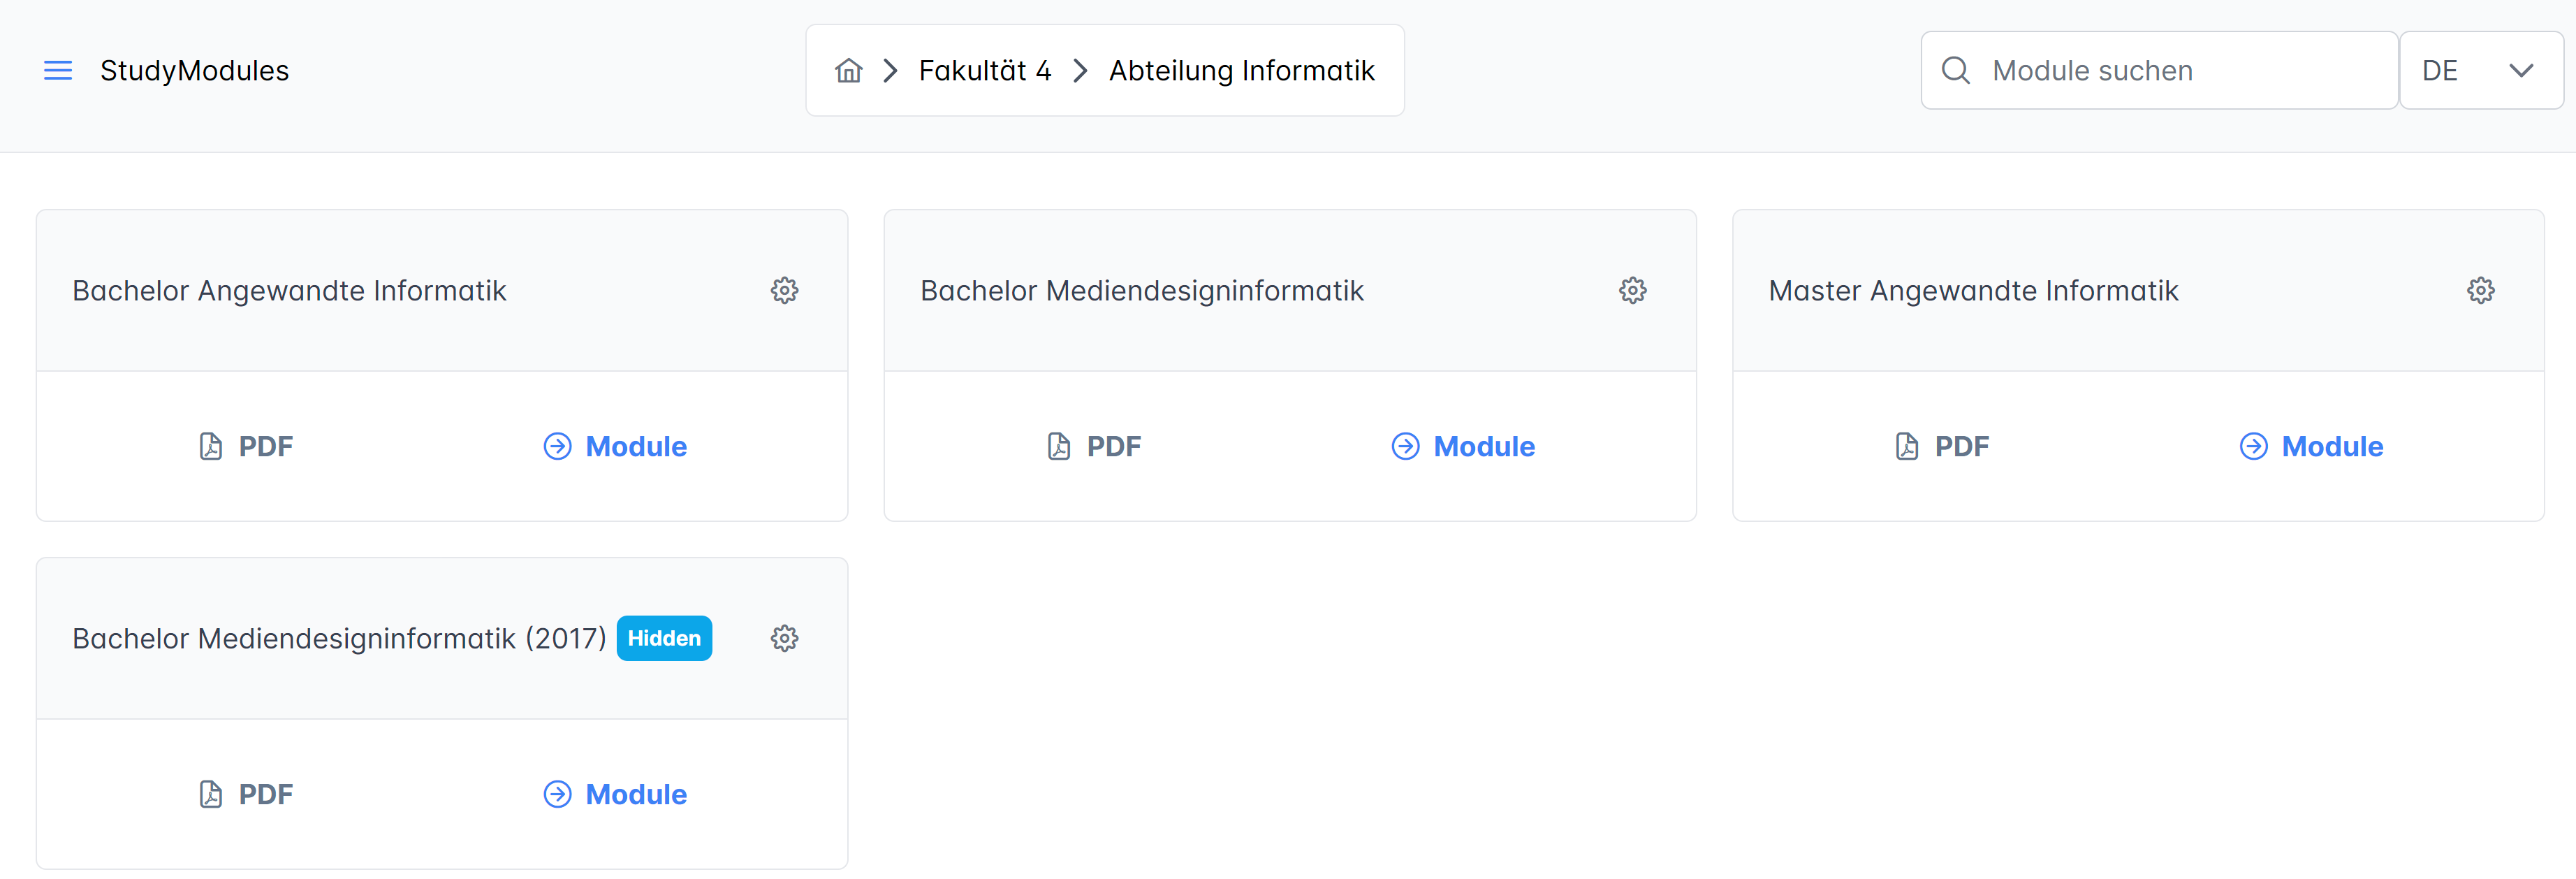 StudyModules
Fakultät 4
Abteilung Informatik
Module suchen
DE
Bachelor Angewandte Informatik
Bachelor Mediendesigninformatik
Master Angewandte Informatik
PDF
Module
PDF
Module
PDF
Module
Bachelor Mediendesigninformatik (2017) Hidden
PDF
Module